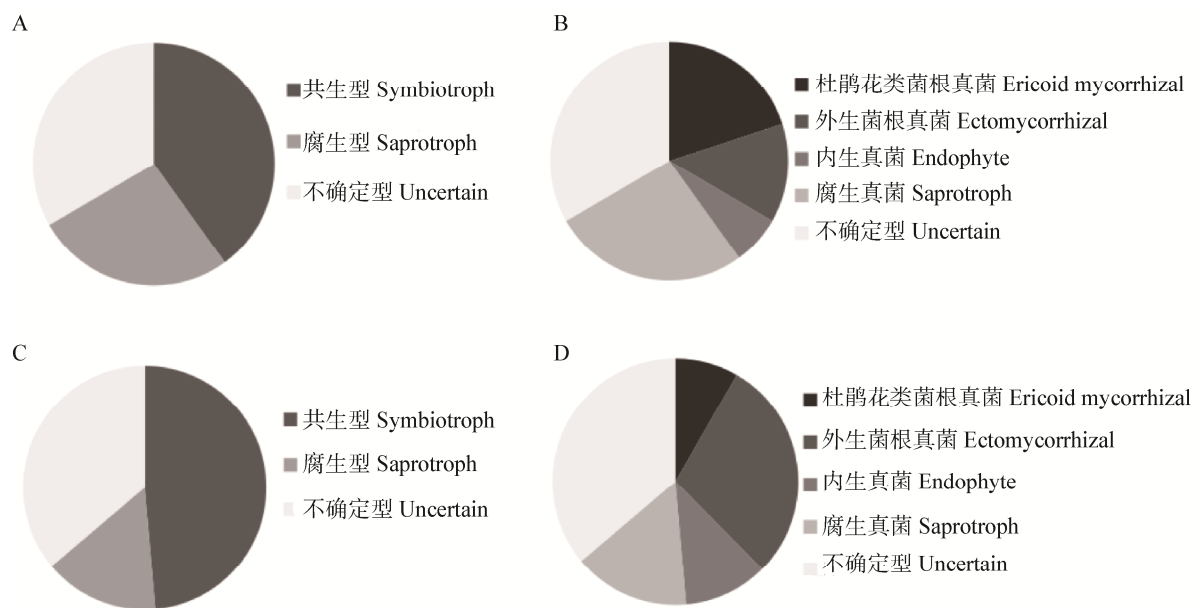 A
共生型 Symbiotroph
腐生型 Saprotroph
不确定型 Uncertain
B
杜鹃花类菌根真菌 Ericoid mycorrhizal
外生菌根真菌 Ectomycorrhizal
内生真菌 Endophyte
腐生真菌 Saprotroph
不确定型 Uncertain
C
共生型 Symbiotroph
腐生型 Saprotroph
不确定型 Uncertain
D
杜鹃花类菌根真菌 Ericoid mycorrhizal
外生菌根真菌 Ectomycorrhizal
内生真菌 Endophyte
腐生真菌 Saprotroph
不确定型 Uncertain